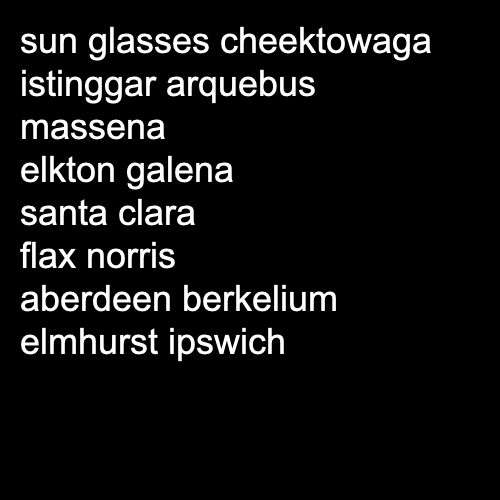 sun glasses cheektowaga
istinggar arquebus
massena
elkton galena
santa clara
flax norris
aberdeen berkelium
elmhurst ipswich